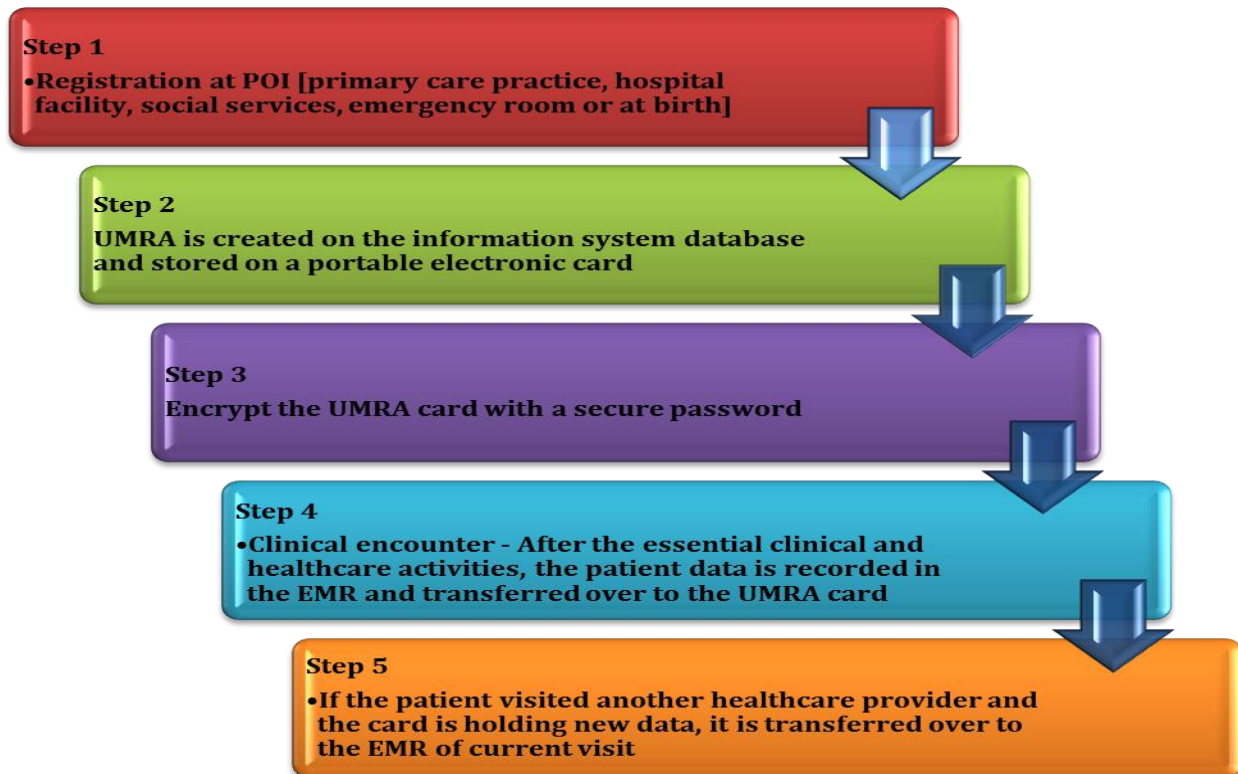 Step 1
•Registration at POI [primary care practice, hospital
facility, social services, emergency room or at birth]
Step 2
UMRA is created on the information system database
and stored on a portable electronic card
Step 3
Encrypt the UMRA card with a secure password
Step 4
•Clinical encounter - After the essential clinical and
healthcare activities, the patient data is recorded in
the EMR and transferred over to the UMRA card
Step 5
•If the patient visited another healthcare provider and
the card is holding new data, it is transferred over to
the EMR of current visit